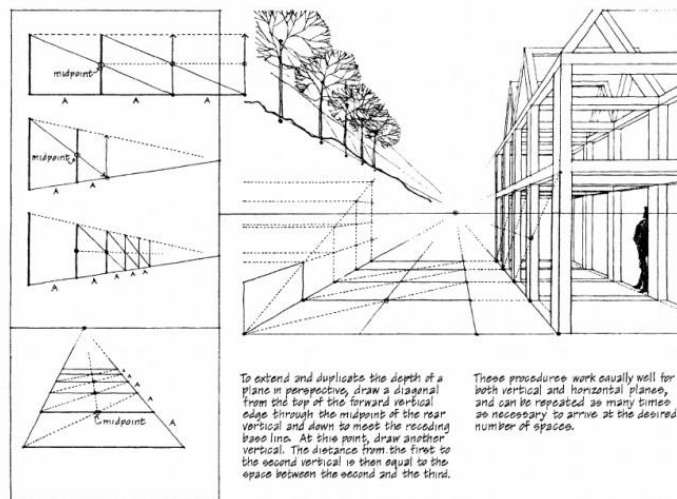 midpoint
A A A
midpoint
A A
A A A A A
A
A
A
A
midpoint
A
To extend and duplicate the depth of a
plane in perspective, draw a diagonal
from the top of the forward vertical
edge through the midpoint of the rear
vertical and down to meet the receding
base line. At this point, draw another
vertical. The distance from the first to
the second vertical is then equal to the
space between the second and the third.
These procedures work equally well for
both vertical and horizontal planes,
and can be repeated as many times
as necessary to arrive at the desired
number of spaces.